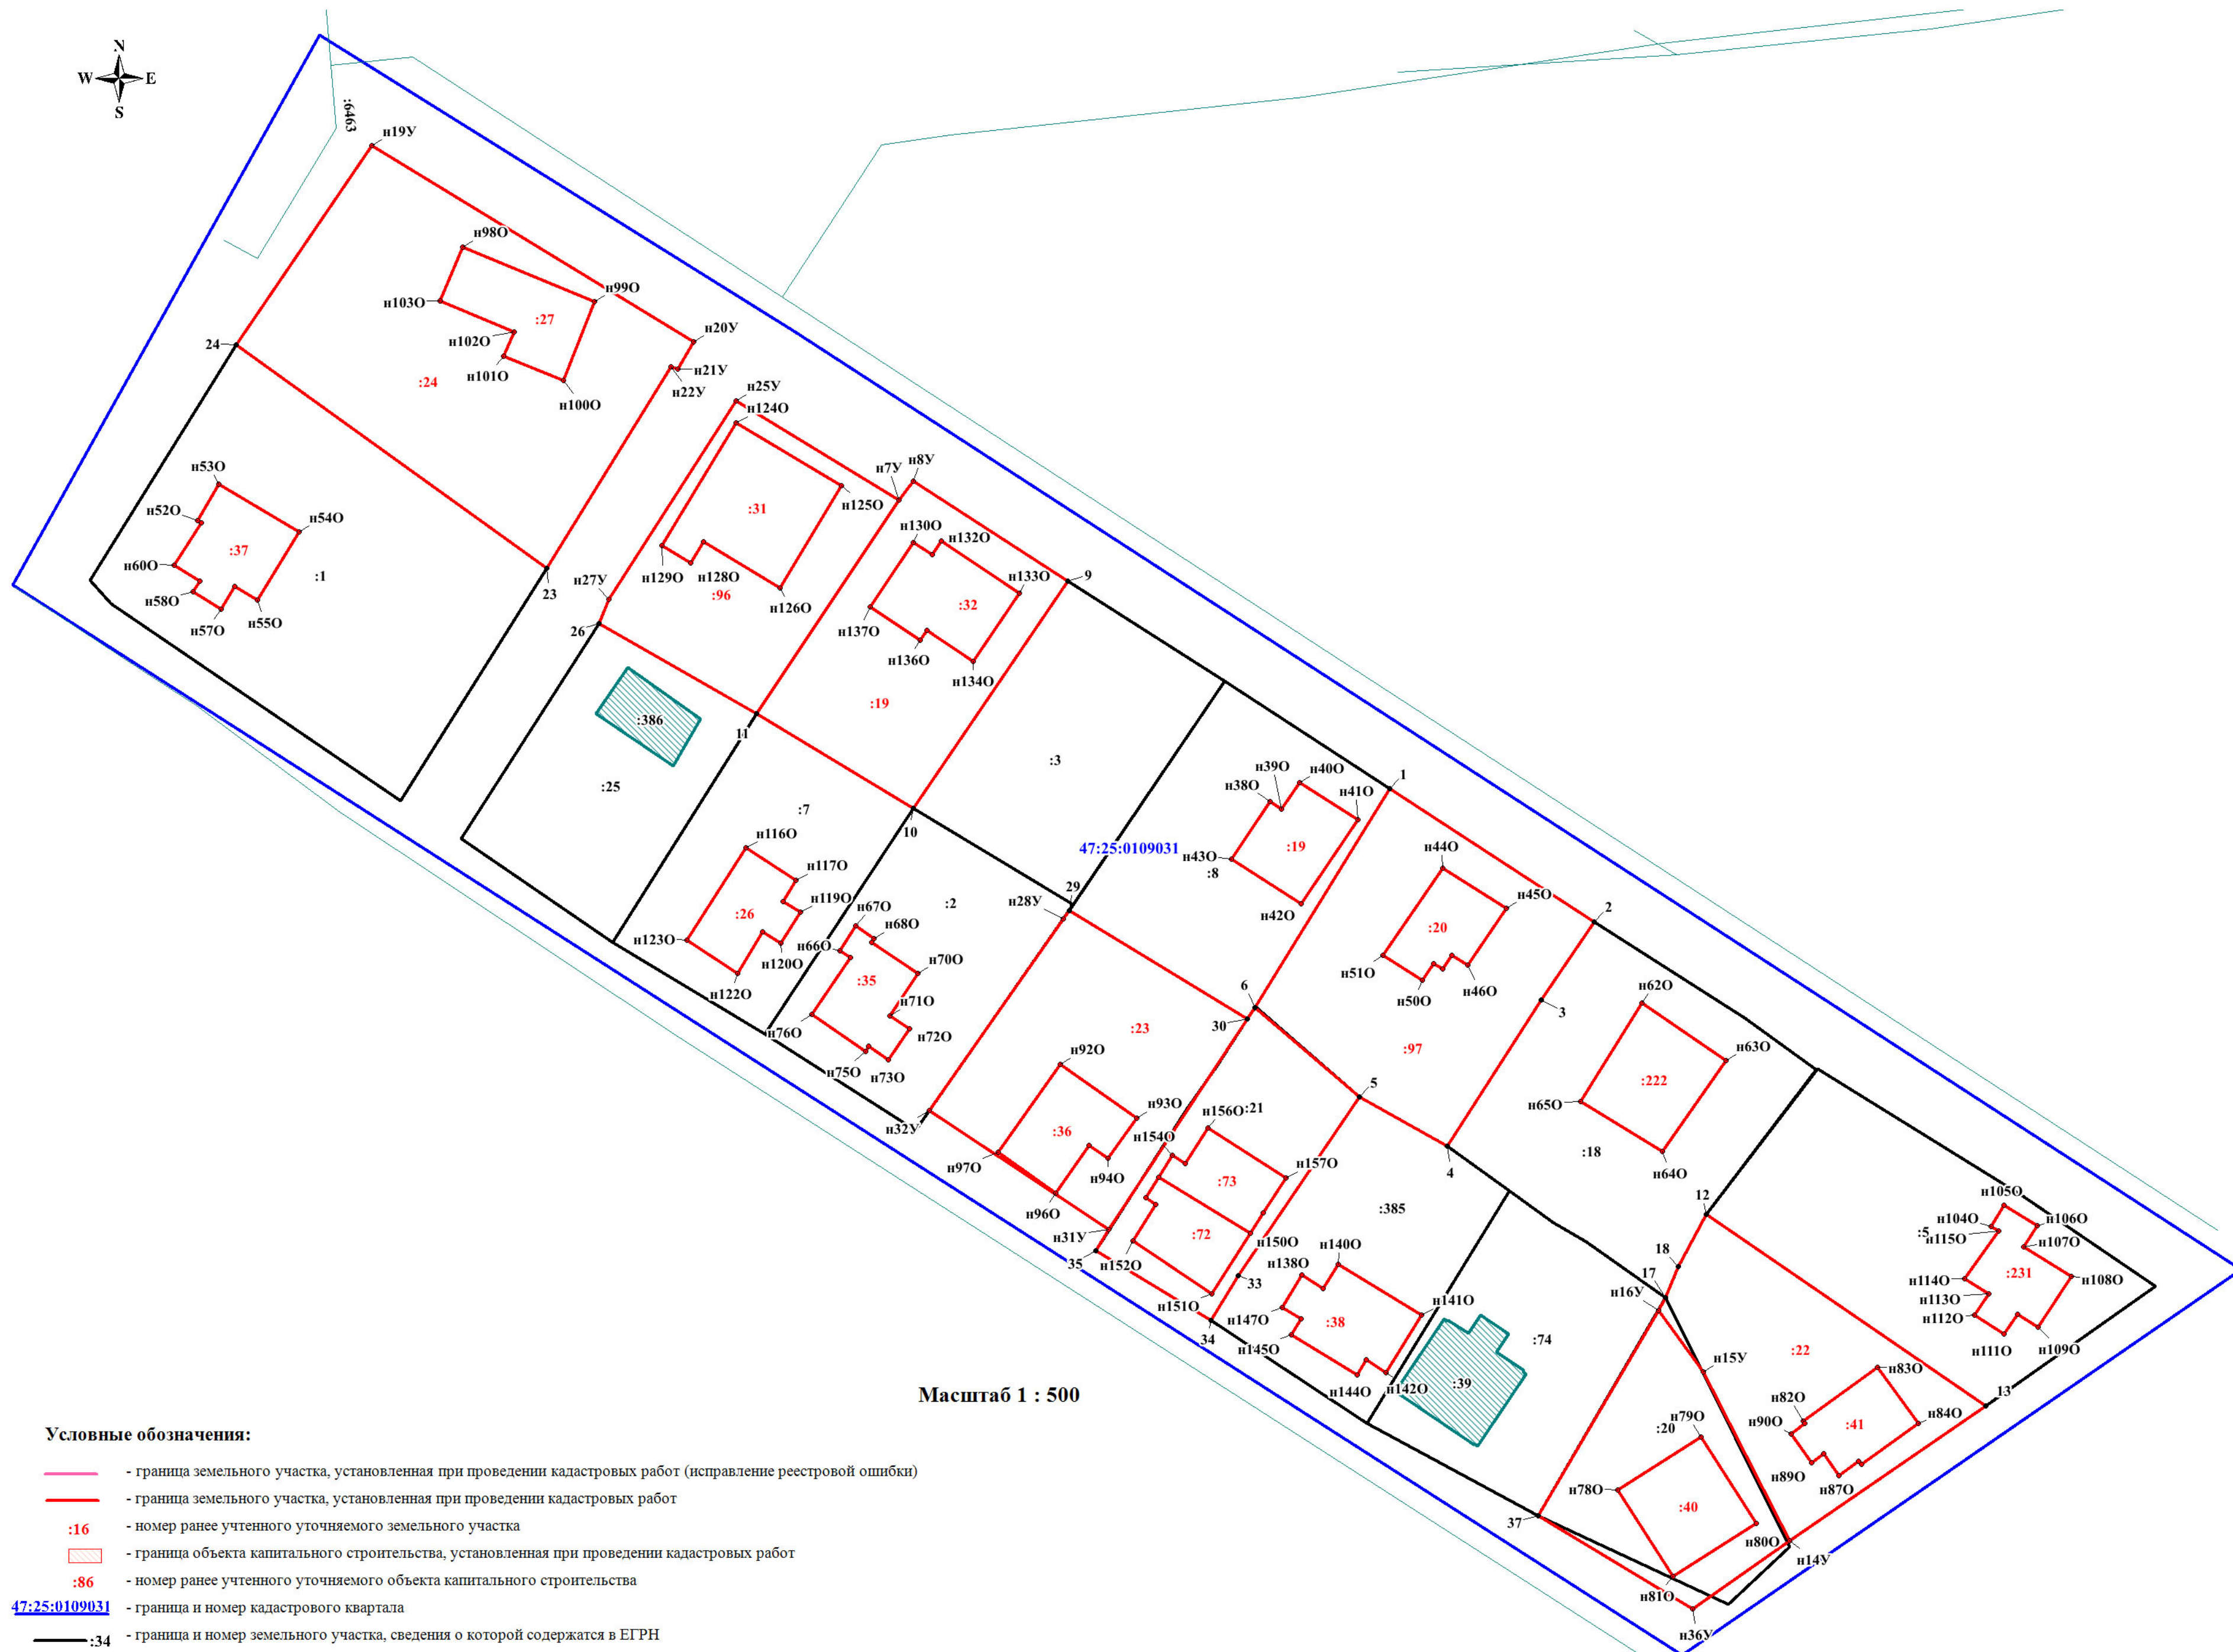 N
W E
S
:6463
н19У
н98О
н99О
н103О
:27
н20У
н102О
24
н101О
н21У
н22У
:24
н100О
н25У
н124О
н7У
н8У
н53О
н125О
н52О
:31
н54О
н130О
н132О
:37
н60О
:1
н129О
н128О
9
н133О
23
н27У
:96
н126О
:32
н58О
н57О
н55О
26
н137О
н136О
н134О
:386
11
:19
:3
:25
1
н39О
н40О
н38О
н41О
:7
10
47:25:0109031
н43О
:19
:8
н44О
н116О
н117О
29
н28У
:2
н42О
н45О
2
:26
н119О
н67О
н68О
:20
н123О
н66О
н51О
н120О
н122О
:35
н70О
н50О
н46О
6
3
н71О
н62О
н76О
н72О
30
:23
:97
н75О
н73О
н92О
н63О
:222
5
н65О
н93О
н156О
:21
н32У
:36
н154О
:18
н97О
н94О
н157О
4
н64О
:73
12
н105О
н96О
:385
н104О
:5
н106О
н31У
:72
н150О
н115О
н107О
35
н152О
н140О
18
н138О
33
17
н114О
:231
н108О
н151О
н16У
н113О
н147О
:38
н141О
н112О
34
н145О
:74
н111О
н109О
:22
н15У
н83О
н144О
н142О
:39
13
Масштаб 1 : 500
н82О
н79О
:20
н90О
:41
н84О
н89О
н87О
н78О
:40
37
н80О
н14У
н81О
н36У
Условные обозначения:
- граница земельного участка, установленная при проведении кадастровых работ (исправление реестровой ошибки)
- граница земельного участка, установленная при проведении кадастровых работ
:16 - номер ранее учтенного уточняемого земельного участка
- граница объекта капитального строительства, установленная при проведении кадастровых работ
:86 - номер ранее учтенного уточняемого объекта капитального строительства
47:25:0109031 - граница и номер кадастрового квартала
:34 - граница и номер земельного участка, сведения о которой содержатся в ЕГРН